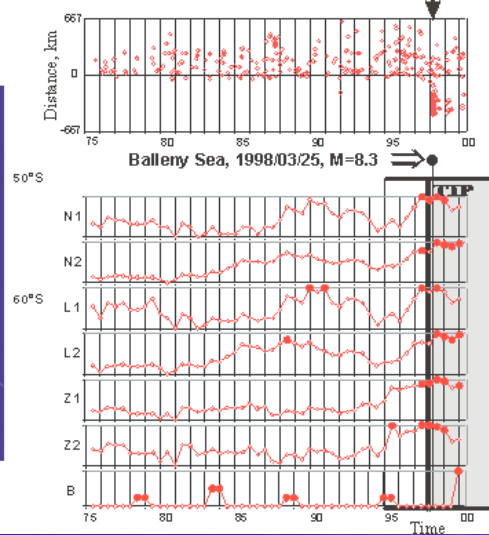 667
Distance, km
0
-667
75 80 85 90 95 00
Balleny Sea, 1998/03/25, M=8.3
50°S
TIP
N1
N2
60°S
L1
L2
Z1
Z2
B
75 80 85 90 95 00
Time